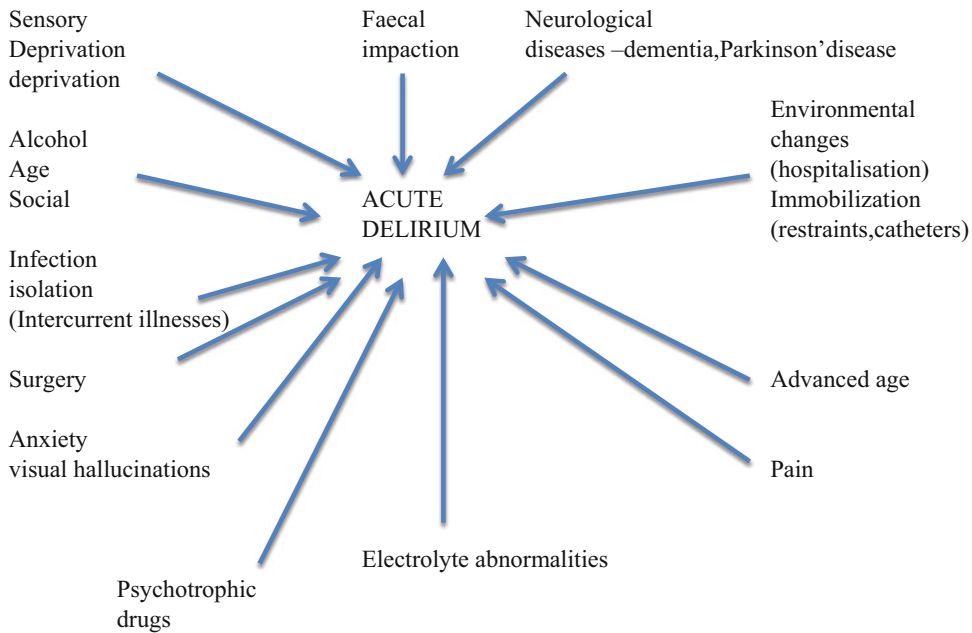 Sensory
Deprivation
deprivation
Faecal
impaction
Neurological
diseases –dementia,Parkinson’disease
Alcohol
Age
Social
Environmental
changes
(hospitalisation)
Immobilization
(restraints,catheters)
ACUTE
DELIRIUM
Infection
isolation
(Intercurrent illnesses)
Surgery
Advanced age
Anxiety
visual hallucinations
Pain
Electrolyte abnormalities
Psychotrophic
drugs